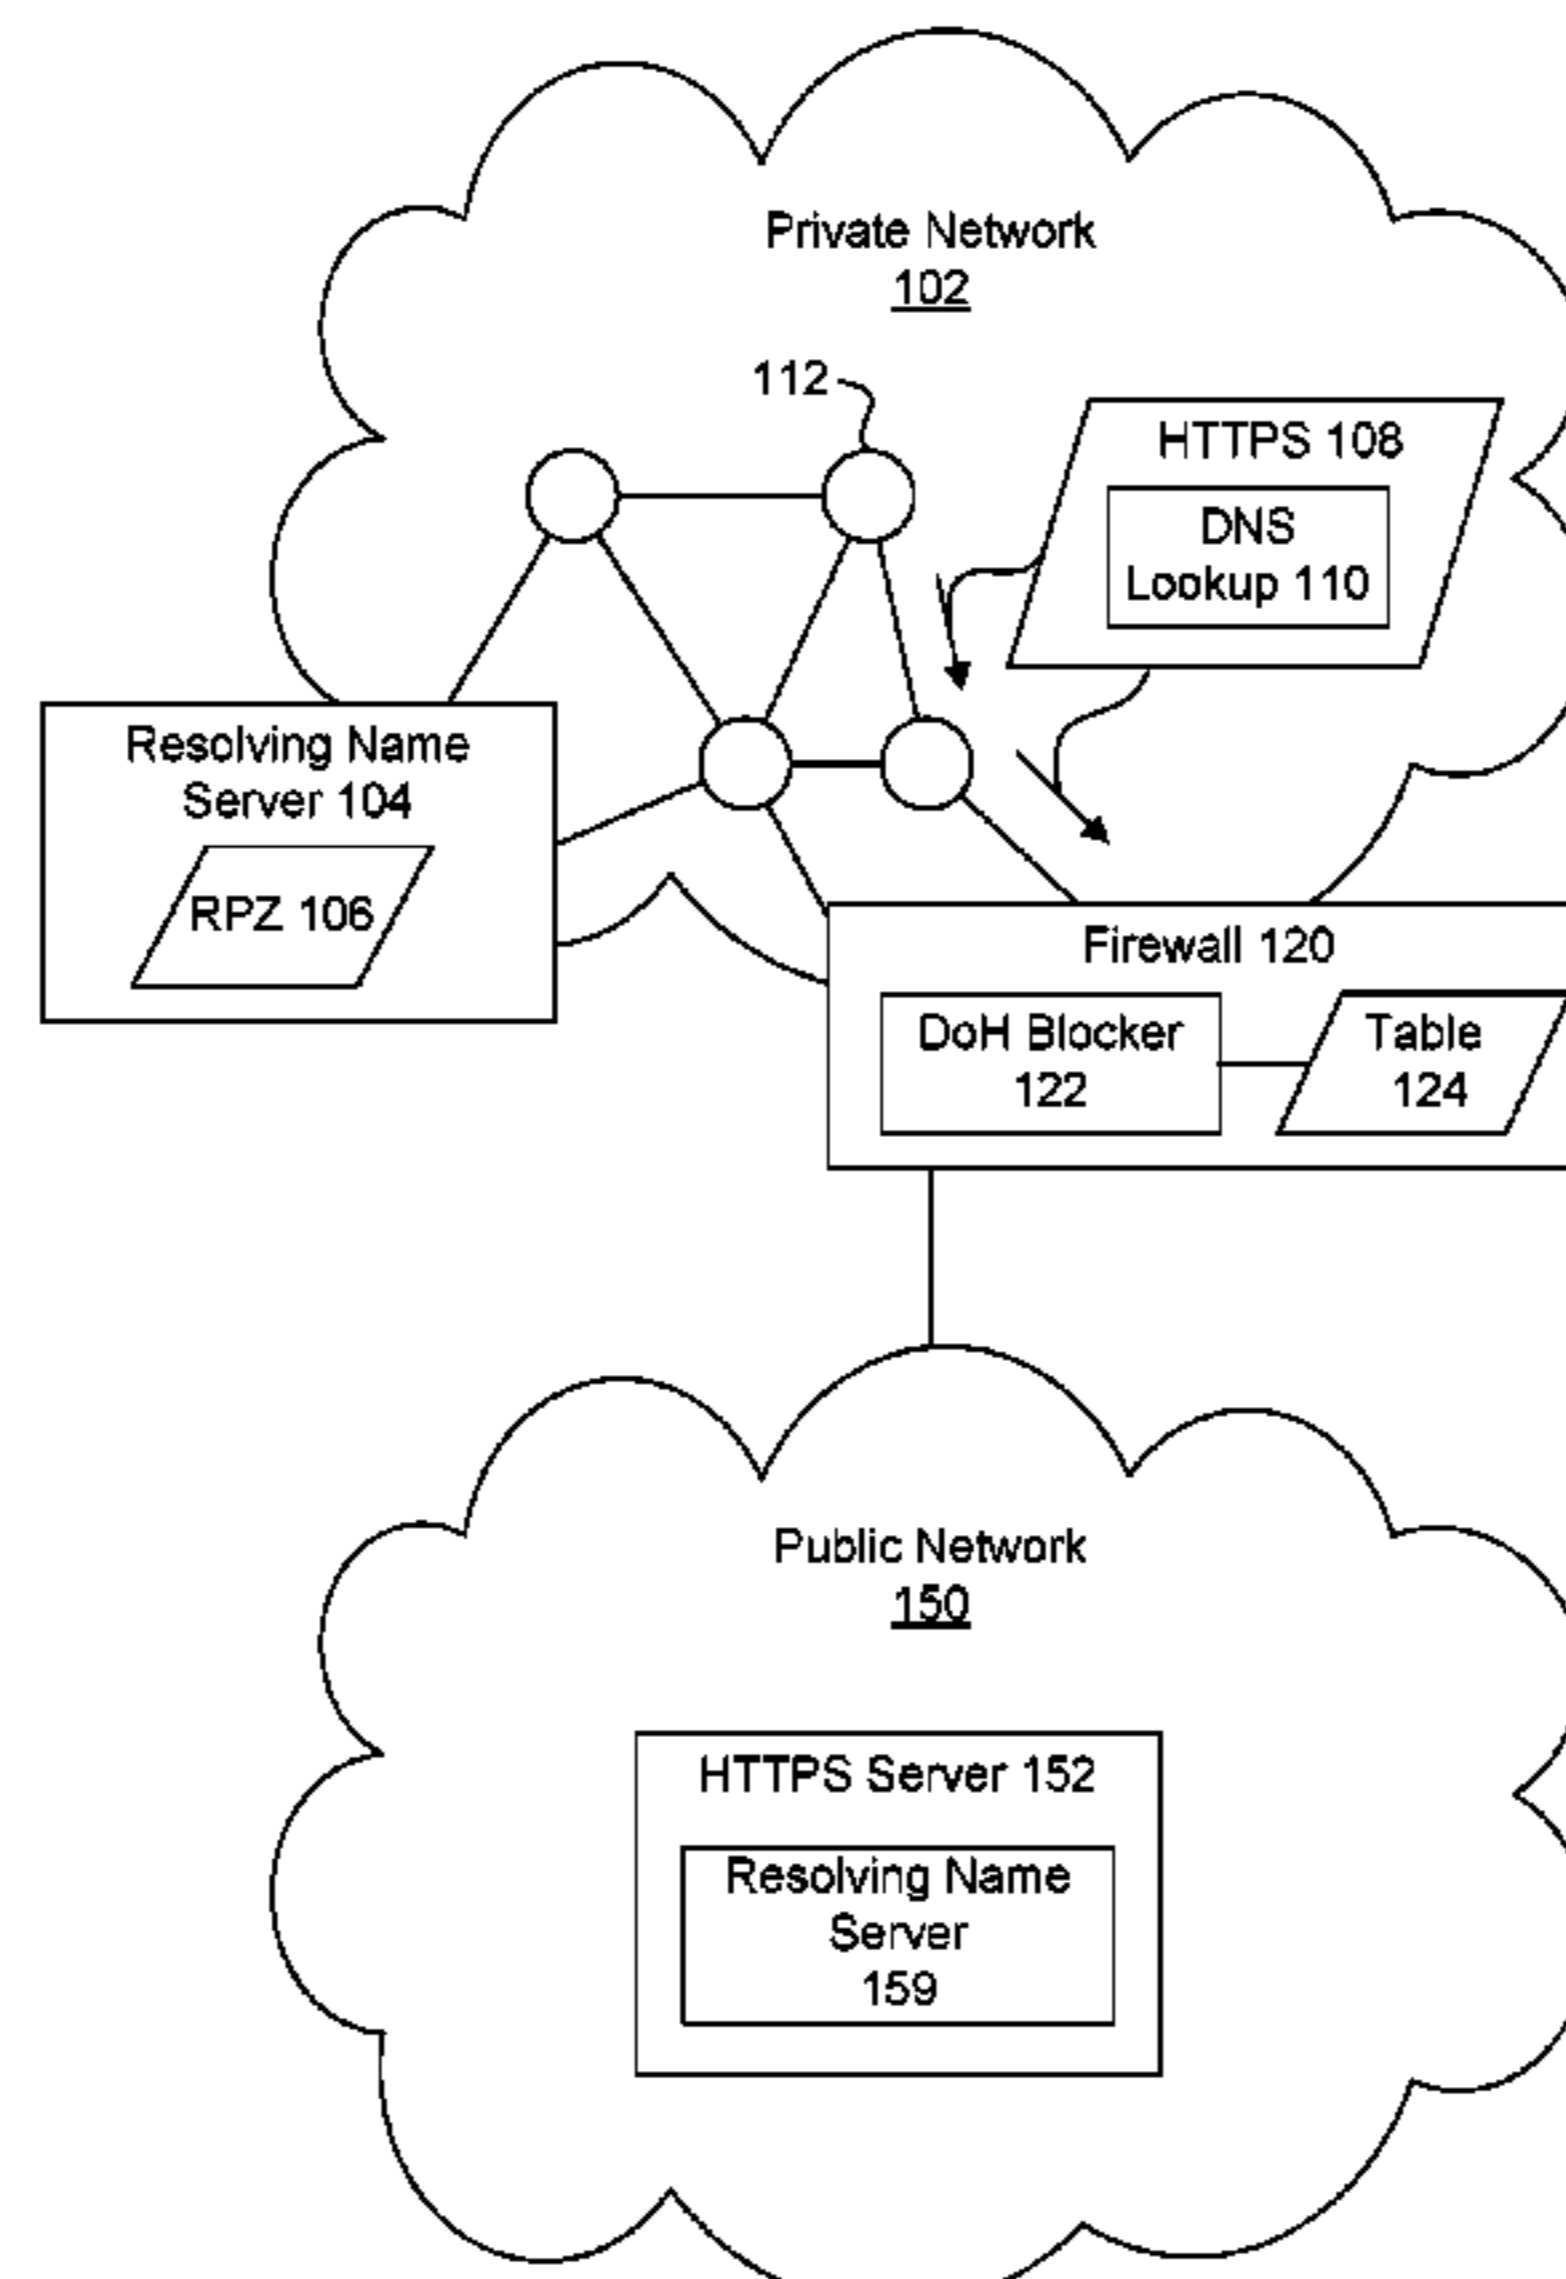 Private Network
102
112
HTTPS 108
DNS
Lookup 110
Resolving Name
Server 104
RPZ 106
Firewall 120
DoH Blocker
122
Table
124
Public Network
150
HTTPS Server 152
Resolving Name
Server
159